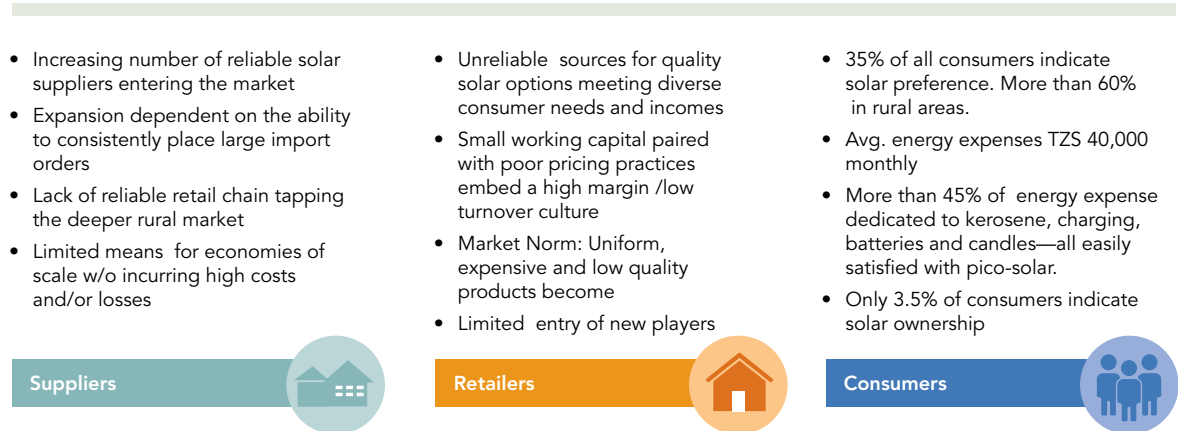 • Increasing number of reliable solar
suppliers entering the market
• Expansion dependent on the ability
to consistently place large import
orders
• Lack of reliable retail chain tapping
the deeper rural market
• Limited means for economies of
scale w/o incurring high costs
and/or losses
Suppliers
• Unreliable sources for quality
solar options meeting diverse
consumer needs and incomes
• Small working capital paired
with poor pricing practices
embed a high margin /low
turnover culture
• Market Norm: Uniform,
expensive and low quality
products become
• Limited entry of new players
Retailers
• 35% of all consumers indicate
solar preference. More than 60%
in rural areas.
• Avg. energy expenses TZS 40,000
monthly
• More than 45% of energy expense
dedicated to kerosene, charging,
batteries and candles—all easily
satisfied with pico-solar.
• Only 3.5% of consumers indicate
solar ownership
Consumers